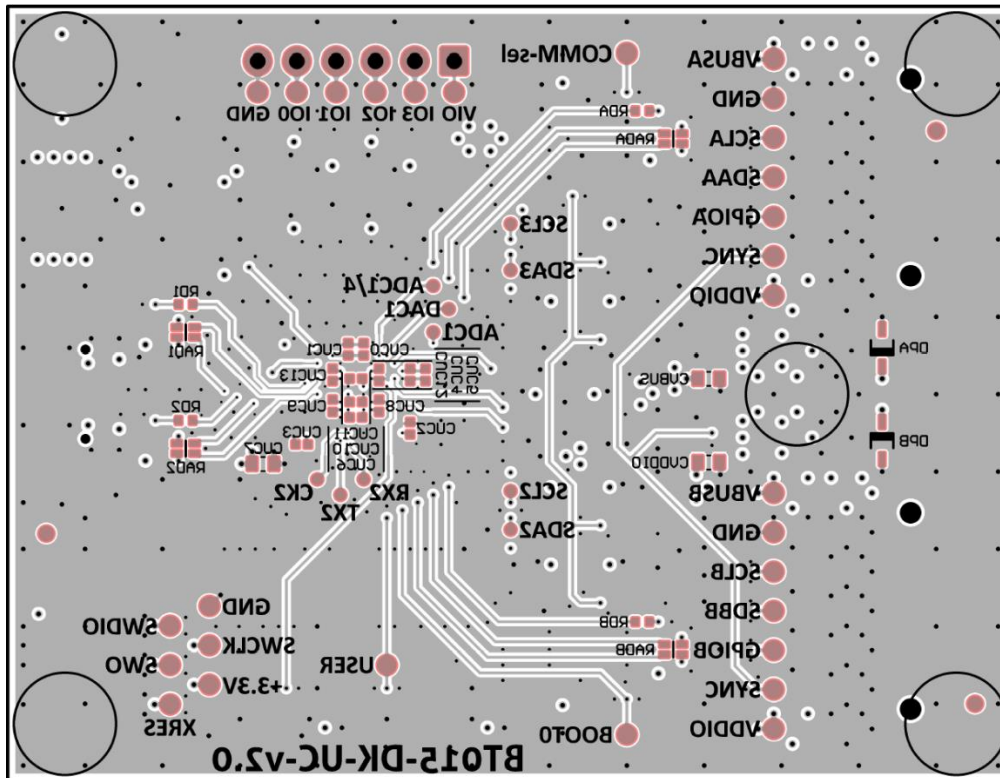 COMM-sel
VBUSA
GND
SCLA
SDAA
GPIOA
SYNC
VDDIO
VIO
IO3
IO2
IO1
IO0
GND
RDA
RADA
SCL3
SDA3
ADC1/4
DAC1
ADC1
RD1
RAD1
CUC1
CUC0
CUC13
CUC5
CUC4
CUC12
CUC9
CUC8
CUC2
CUC11
CUC10
CUC6
CUC3
CUC7
RD2
RAD2
CK2
TX2
RX2
CVBUS
CVDDIO
DPA
DPB
SCL2
SDA2
VBUSB
GND
SCLB
SDBB
GPIOB
SYNC
VDDIO
RDB
RADB
GND
SWDIO
SWCLK
SWO
+3.3V
XRES
USER
BOOT0
BT015-DK-UC-v2.0